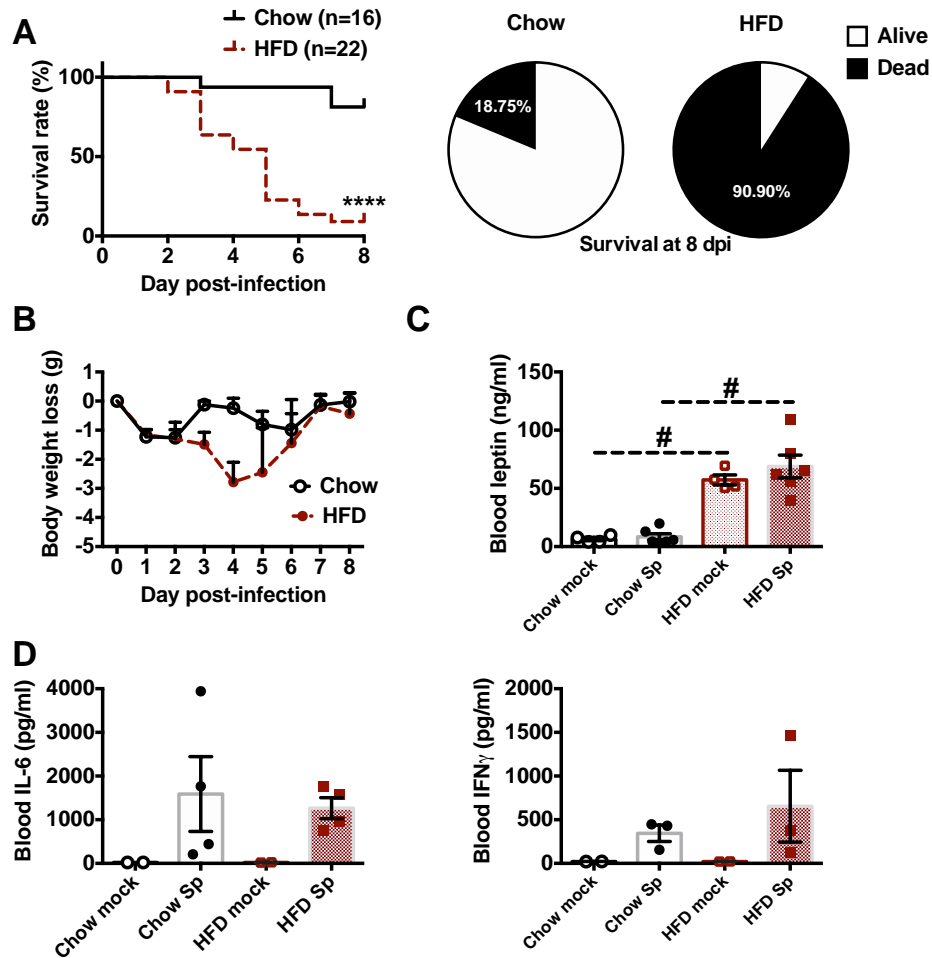 A
Chow (n=16)
HFD (n=22)
Survival rate (%)
100
50
0
0 2 4 6 8
****
Day post-infection
Chow
HFD
Alive
Dead
18.75%
90.90%
Survival at 8 dpi
B
Body weight loss (g)
1
0
-1
-2
-3
-4
-5
Chow
HFD
0 1 2 3 4 5 6 7 8
Day post-infection
C
Blood leptin (ng/ml)
150
100
50
0
#
#
Chow mock
Chow Sp
HFD mock
HFD Sp
D
Blood IL-6 (pg/ml)
4000
3000
2000
1000
0
Chow mock
Chow Sp
HFD mock
HFD Sp
Blood IFNγ (pg/ml)
2000
1500
1000
500
0
Chow mock
Chow Sp
HFD mock
HFD Sp